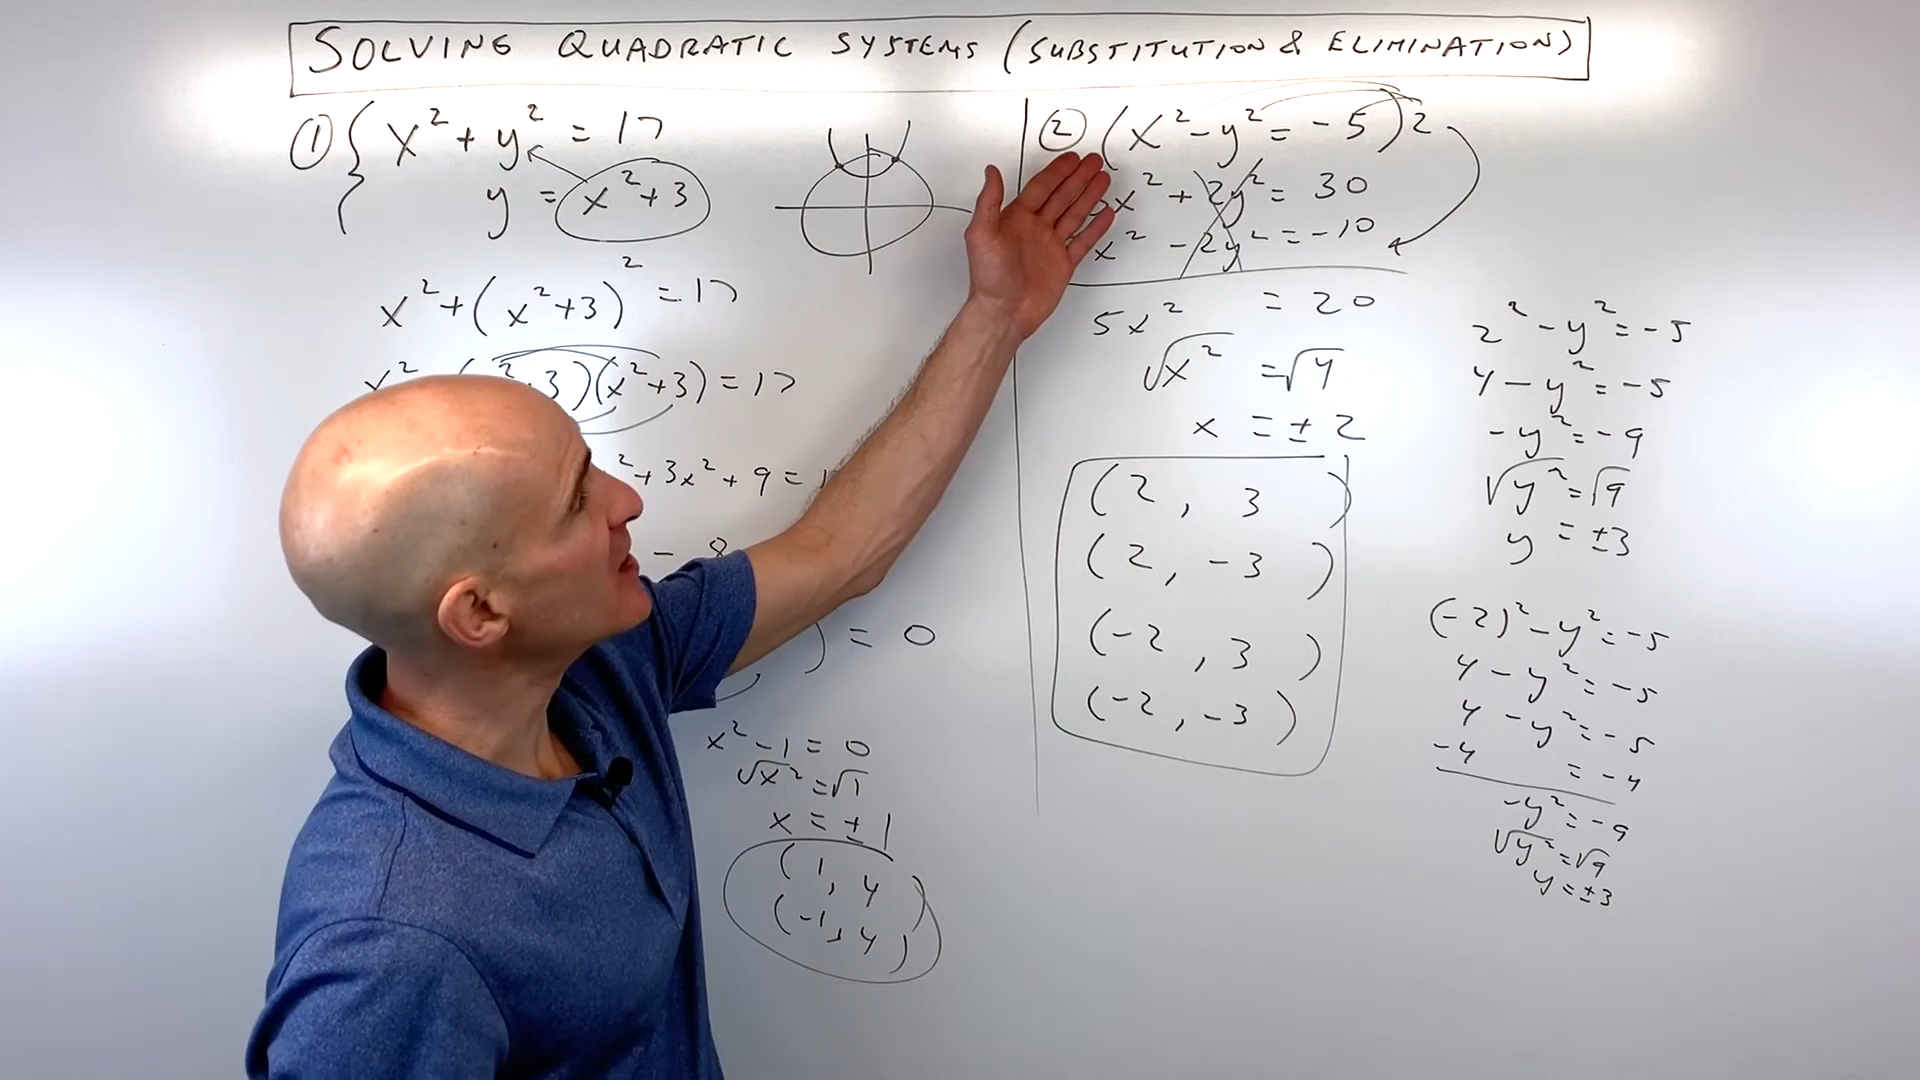 SOLVING QUADRATIC SYSTEMS (SUBSTITUTION & ELIMINATION)
① { x² + y² = 17
y = x² + 3
x² + (x² + 3)² = 17
x² (² 3)(x² + 3) = 17
² + 3x² + 9 =
- 8
) = 0
x² - 1 = 0
√x² = √1
x = ± 1
(1, 4)
(-1, 4)
② (x² - y² = -5)2
x² + 2y² = 30
x² - 2y² = -10
5x² = 20
√x² = √4
x = ± 2
(2, 3)
(2, -3)
(-2, 3)
(-2, -3)
2² - y² = -5
4 - y² = -5
-y² = -9
√y² = √9
y = ±3
(-2)² - y² = -5
4 - y² = -5
4 - y² = -5
-4 = -4
-y² = -9
√y² = √9
y = ±3